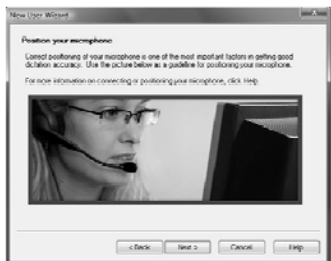 New User Wizard
Position your microphone
Correct positioning of your microphone is one of the most important factors in getting good
dictation accuracy. Use the picture below as a guideline for positioning your microphone.
For more information on connecting or positioning your microphone, click Help.
< Back
Next >
Cancel
Help